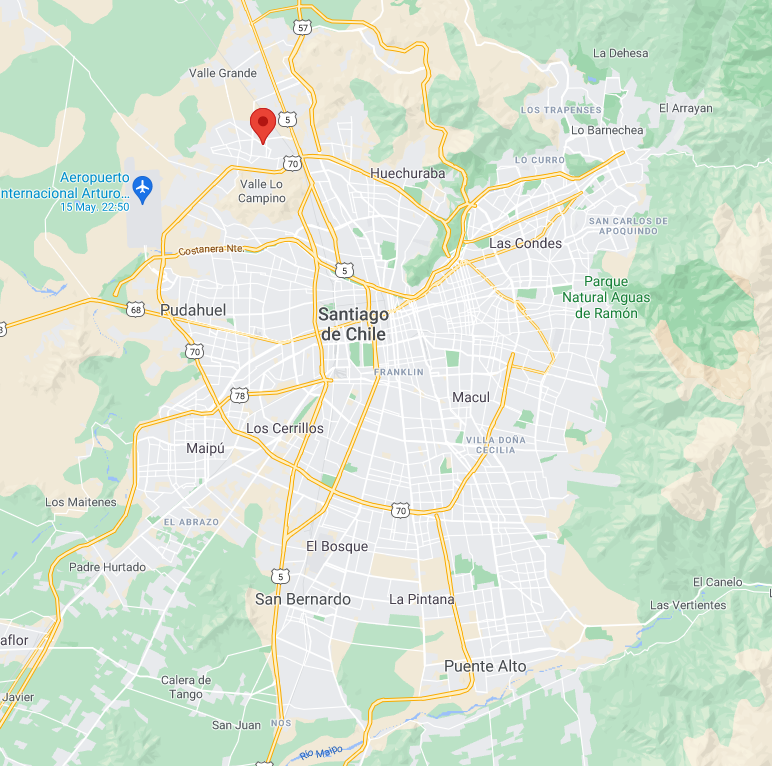 57
La Dehesa
Valle Grande
LOS TRAPENSES
El Arrayan
5
Lo Barnechea
LO CURRO
70
Huechuraba
Aeropuerto
nternacional Arturo...
15 May. 22:50
Valle Lo
Campino
SAN CARLOS DE
APOQUINDO
Las Condes
Costanera Nte.
5
Parque
Natural Aguas
de Ramón
68
Pudahuel
Santiago
de Chile
70
FRANKLIN
78
Macul
Los Cerrillos
Maipú
VILLA DOÑA
CECILIA
Los Maitenes
70
EL ABRAZO
El Bosque
Padre Hurtado
5
El Canelo
San Bernardo
La Pintana
Las Vertientes
aflor
Puente Alto
Calera de
Tango
Javier
San Juan
NOS
Río Maipo